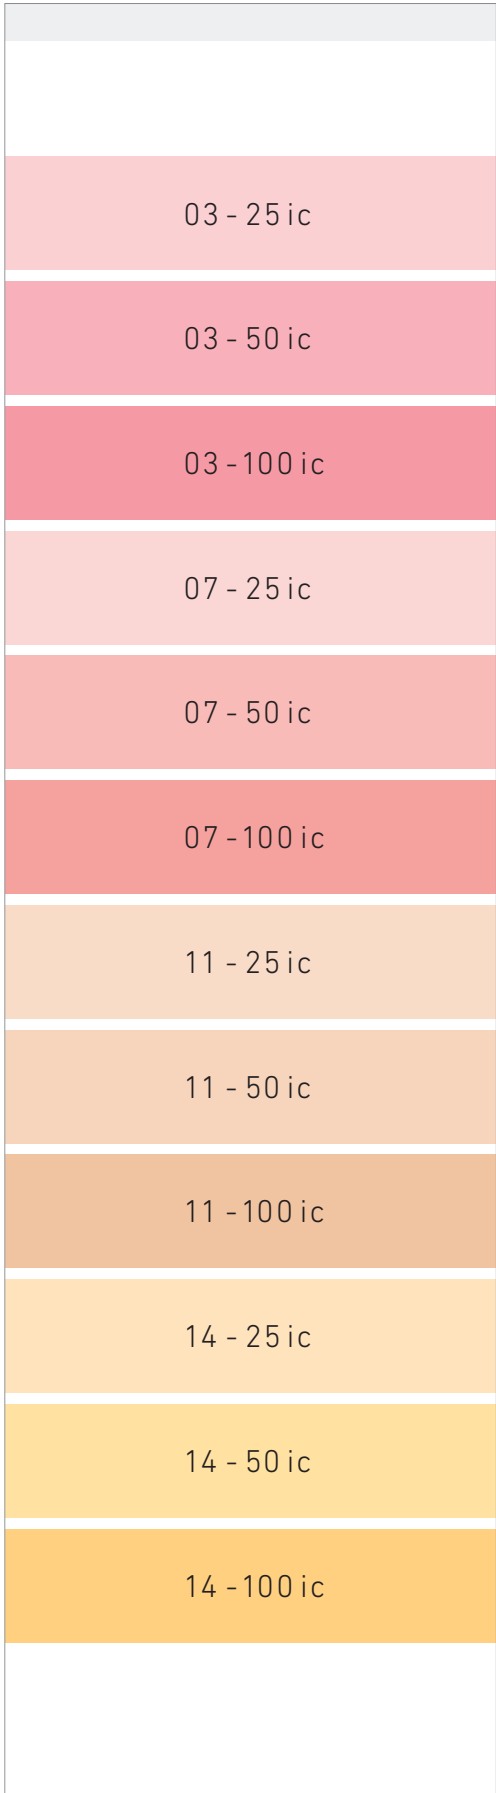 03 - 25 ic
03 - 50 ic
03 -100 ic
07 - 25 ic
07 - 50 ic
07 -100 ic
11 - 25 ic
11 - 50 ic
11 -100 ic
14 - 25 ic
14 - 50 ic
14 -100 ic